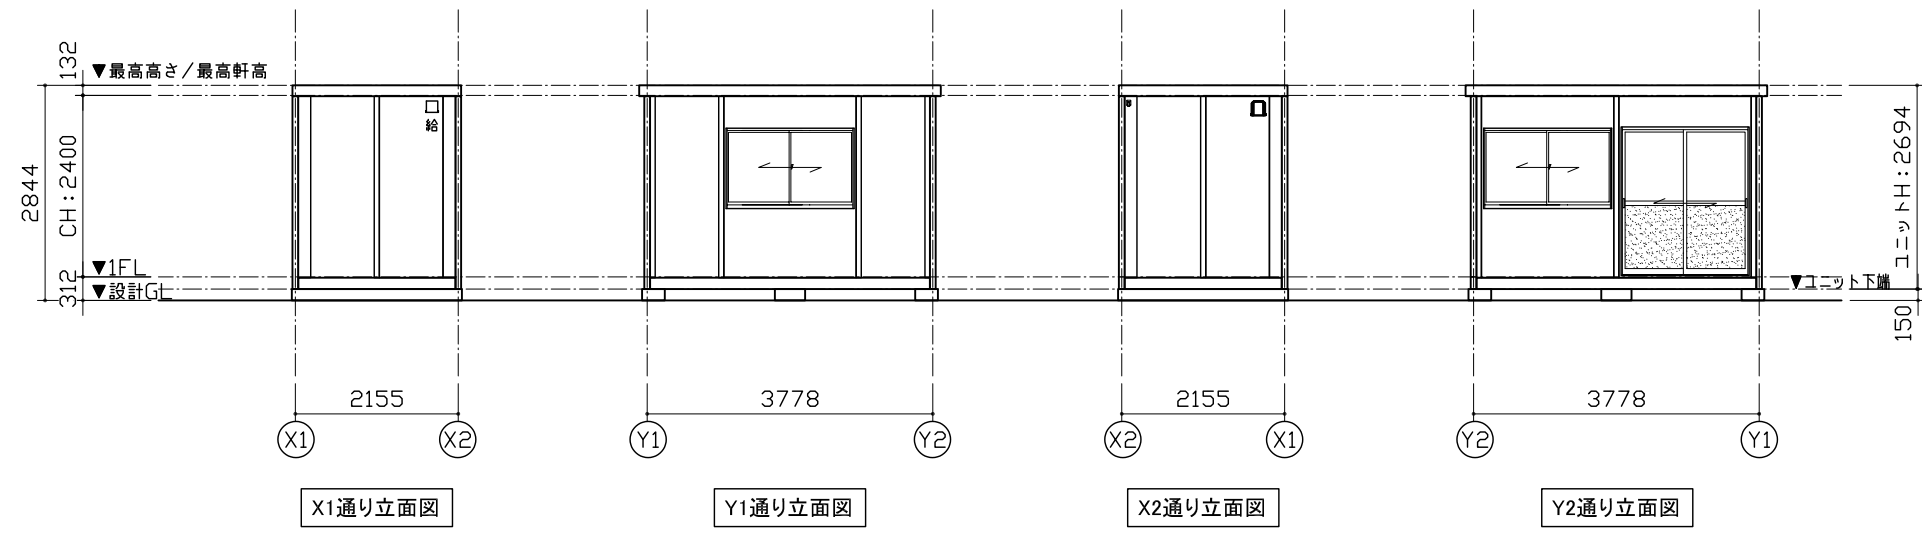 132
▼最高高さ/最高軒高
2844
CH:2400
給
ユニットH:2694
▼1FL
312
▼設計GL
▼ユニット下端
150
2155
3778
2155
3778
X1
X2
Y1
Y2
X2
X1
Y2
Y1
X1通り立面図
Y1通り立面図
X2通り立面図
Y2通り立面図